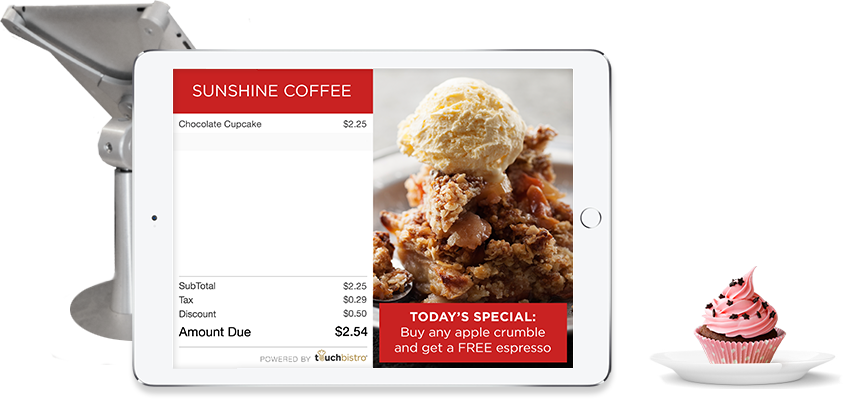 SUNSHINE COFFEE
Chocolate Cupcake $2.25
SubTotal $2.25
Tax $0.29
Discount $0.50
Amount Due $2.54
POWERED BY touchbistro
TODAY'S SPECIAL:
Buy any apple crumble
and get a FREE espresso